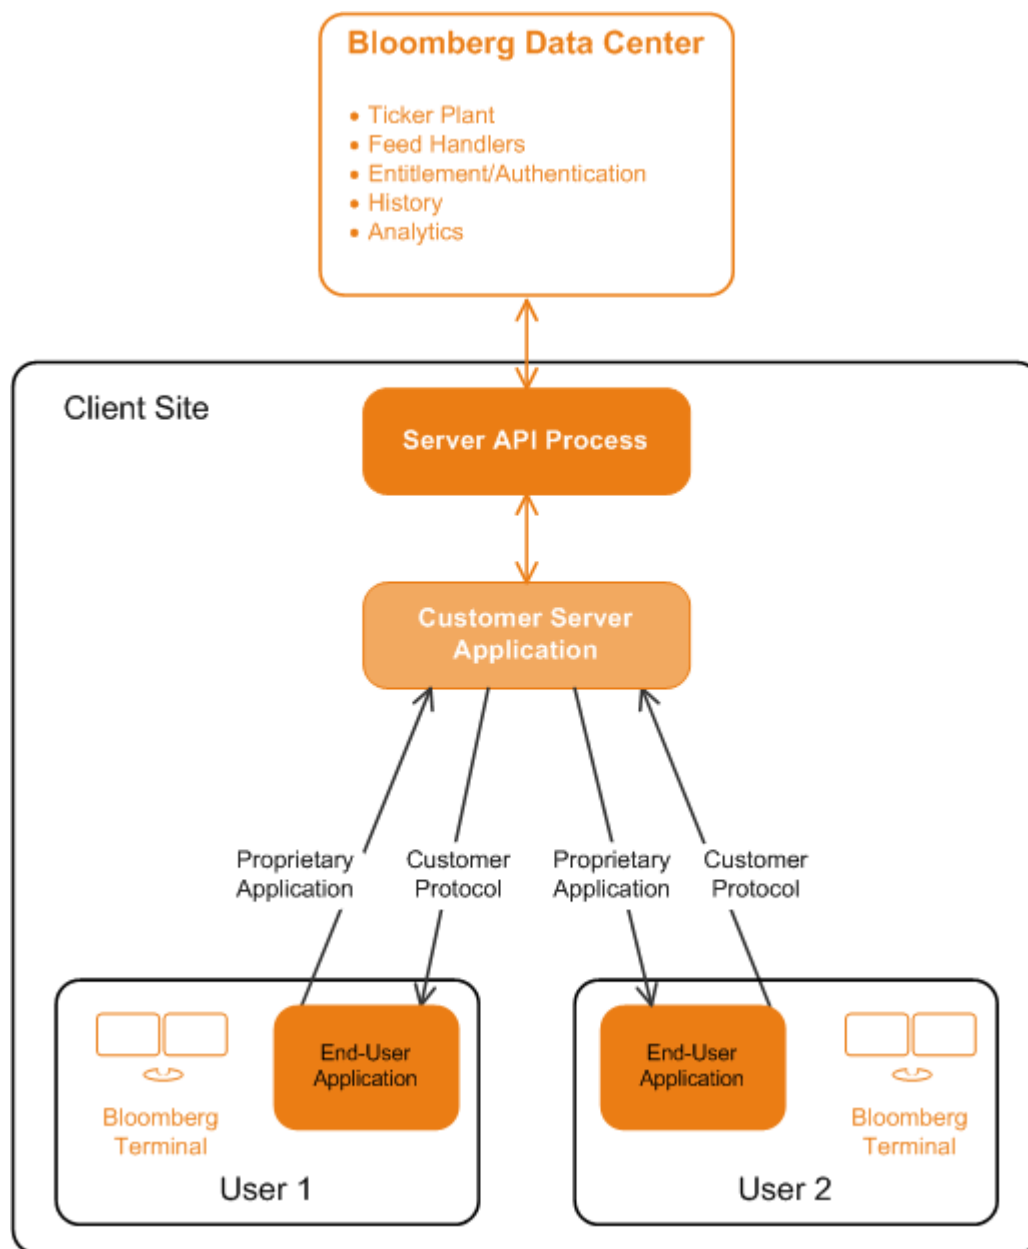 Bloomberg Data Center
• Ticker Plant
• Feed Handlers
• Entitlement/Authentication
• History
• Analytics
Client Site
Server API Process
Customer Server
Application
Proprietary
Application
Customer
Protocol
Proprietary
Application
Customer
Protocol
Bloomberg
Terminal
End-User
Application
User 1
End-User
Application
Bloomberg
Terminal
User 2